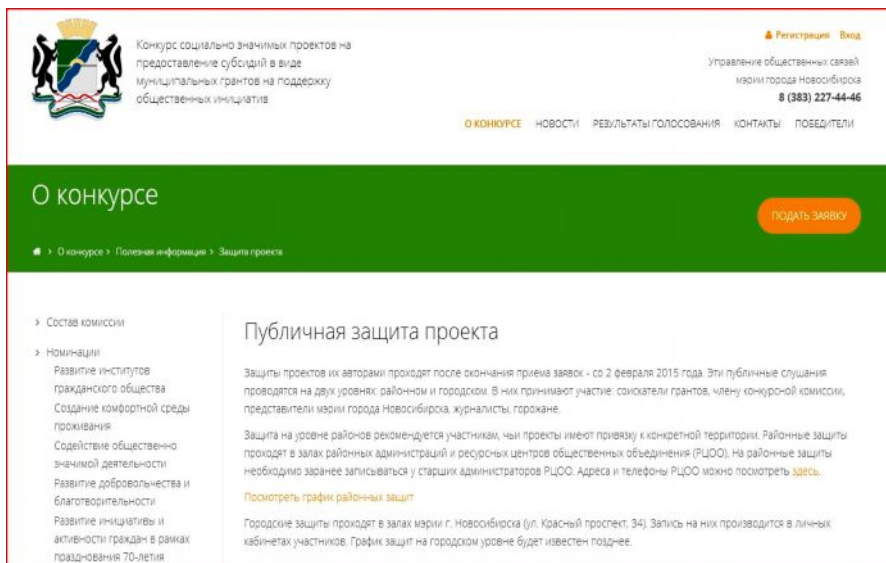 Конкурс социально значимых проектов на
предоставление субсидий в виде
муниципальных грантов на поддержку
общественных инициатив
Регистрация Вход
Управление общественных связей
мэрии города Новосибирска
8 (383) 227-44-46
О КОНКУРСЕ НОВОСТИ РЕЗУЛЬТАТЫ ГОЛОСОВАНИЯ КОНТАКТЫ ПОБЕДИТЕЛИ
О конкурсе
ПОДАТЬ ЗАЯВКУ
> О конкурсе > Полезная информация > Защита проекта
> Состав комиссии
> Номинации
Развитие институтов
гражданского общества
Создание комфортной среды
проживания
Содействие общественно
значимой деятельности
Развитие добровольчества и
благотворительности
Развитие инициативы и
активности граждан в рамках
празднования 70-летия
Публичная защита проекта
Защиты проектов их авторами проходят после окончания приема заявок - со 2 февраля 2015 года. Эти публичные слушания
проводятся на двух уровнях: районном и городском. В них принимают участие: соискатели грантов, члену конкурсной комиссии,
представители мэрии города Новосибирска, журналисты, горожане.
Защита на уровне районов рекомендуется участникам, чьи проекты имеют привязку к конкретной территории. Районные защиты
проходят в залах районных администраций и ресурсных центров общественных объединения (РЦОО). На районные защиты
необходимо заранее записываться у старших администраторов РЦОО. Адреса и телефоны РЦОО можно посмотреть здесь.
Посмотреть график районных защит
Городские защиты проходят в залах мэрии г. Новосибирска (ул. Красный проспект, 34). Запись на них производится в личных
кабинетах участников. График защит на городском уровне будет известен позднее.